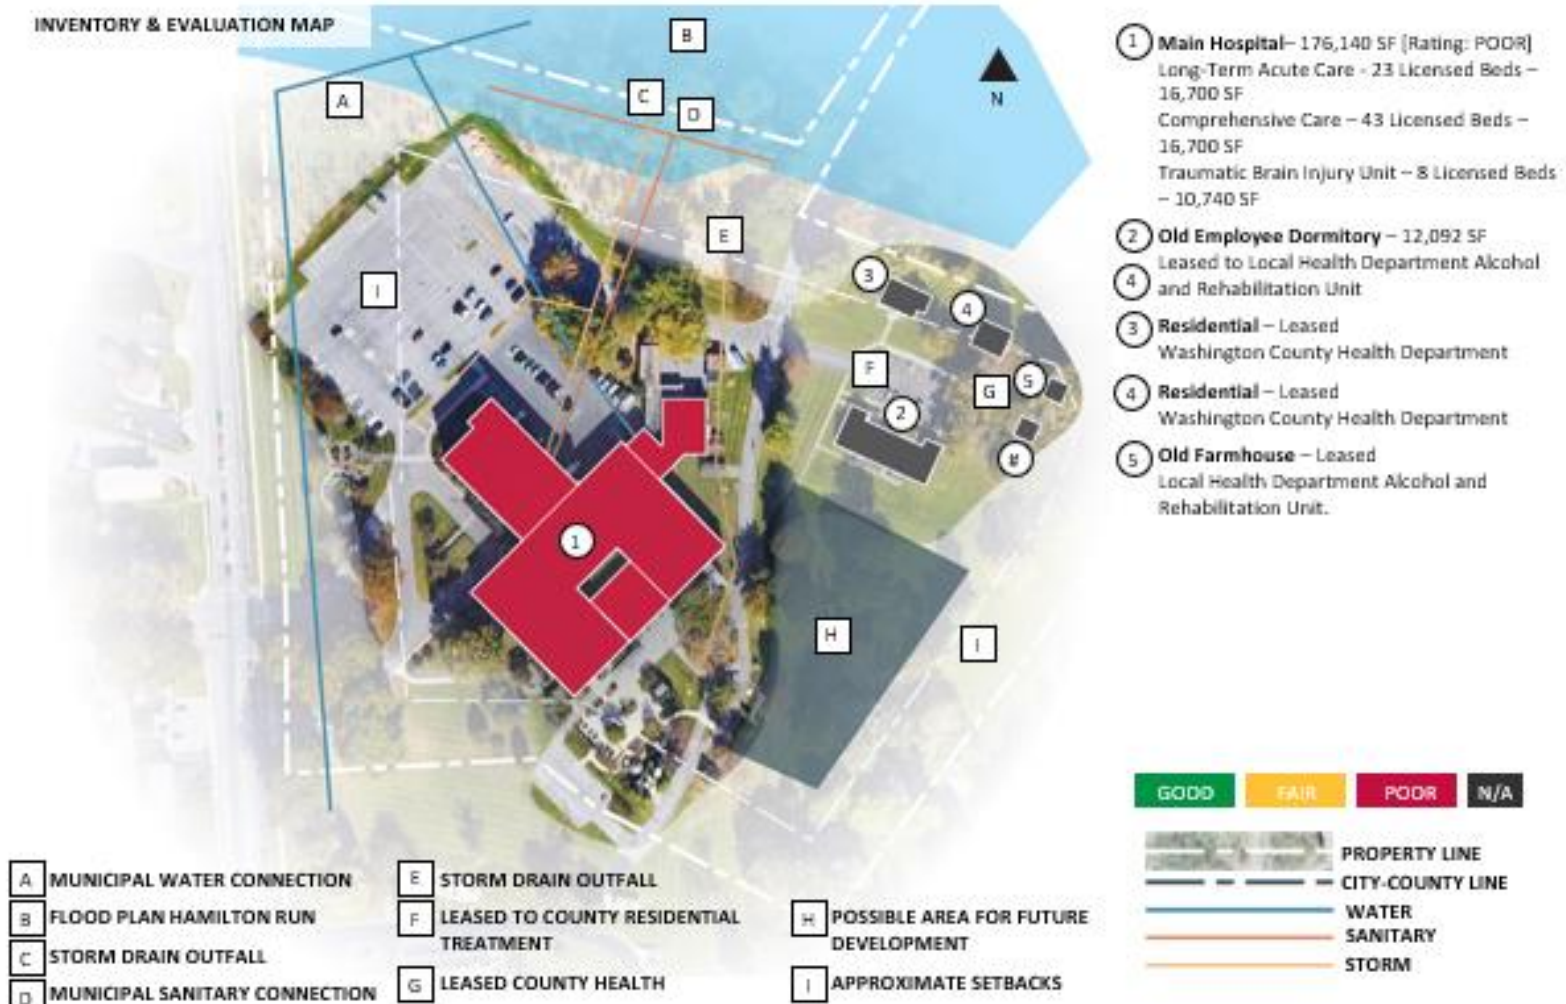 INVENTORY & EVALUATION MAP
A
B
C
D
E
I
N
3
4
F
G
5
2
#
1
H
I
1 Main Hospital– 176,140 SF [Rating: POOR]
Long-Term Acute Care - 23 Licensed Beds –
16,700 SF
Comprehensive Care – 43 Licensed Beds –
16,700 SF
Traumatic Brain Injury Unit – 8 Licensed Beds
– 10,740 SF
2 Old Employee Dormitory – 12,092 SF
Leased to Local Health Department Alcohol
4 and Rehabilitation Unit
3 Residential – Leased
Washington County Health Department
4 Residential – Leased
Washington County Health Department
5 Old Farmhouse – Leased
Local Health Department Alcohol and
Rehabilitation Unit.
GOOD FAIR POOR N/A
PROPERTY LINE
CITY-COUNTY LINE
WATER
SANITARY
STORM
A MUNICIPAL WATER CONNECTION
B FLOOD PLAN HAMILTON RUN
C STORM DRAIN OUTFALL
D MUNICIPAL SANITARY CONNECTION
E STORM DRAIN OUTFALL
F LEASED TO COUNTY RESIDENTIAL
TREATMENT
G LEASED COUNTY HEALTH
H POSSIBLE AREA FOR FUTURE
DEVELOPMENT
I APPROXIMATE SETBACKS